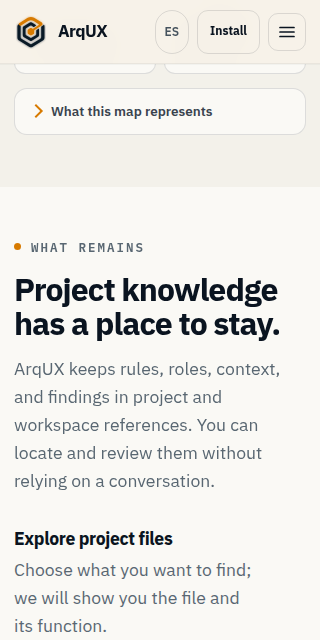 ArqUX
ES
Install
What this map represents
WHAT REMAINS
Project knowledge
has a place to stay.
ArqUX keeps rules, roles, context,
and findings in project and
workspace references. You can
locate and review them without
relying on a conversation.
Explore project files
Choose what you want to find;
we will show you the file and
its function.